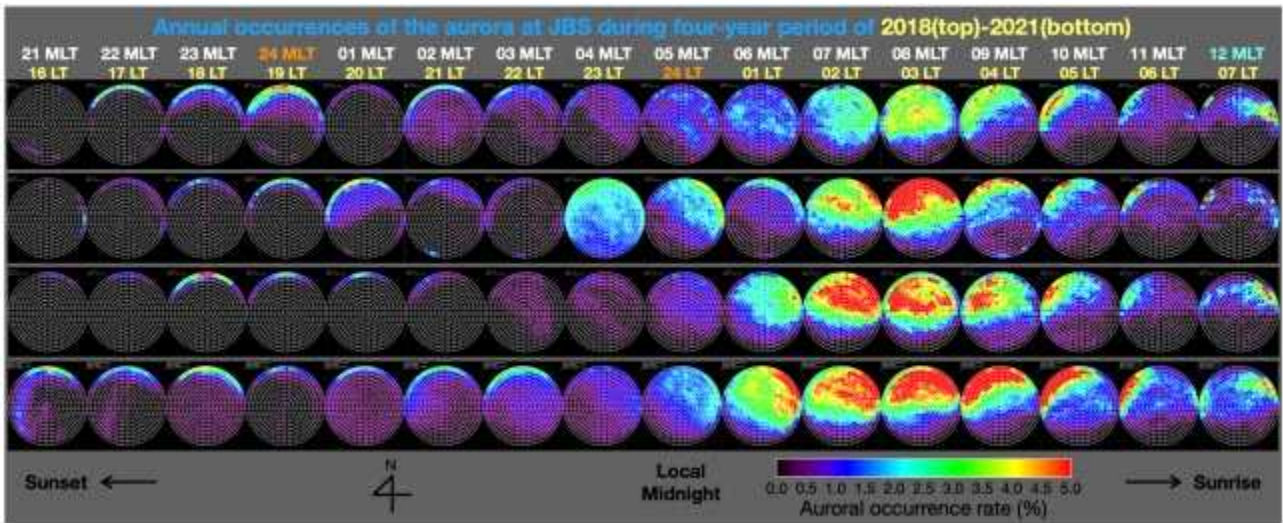 Annual occurrences of the aurora at JBS during four-year period of 2018(top)-2021(bottom)
21 MLT 22 MLT 23 MLT 24 MLT 01 MLT 02 MLT 03 MLT 04 MLT 05 MLT 06 MLT 07 MLT 08 MLT 09 MLT 10 MLT 11 MLT 12 MLT
16 LT 17 LT 18 LT 19 LT 20 LT 21 LT 22 LT 23 LT 24 LT 01 LT 02 LT 03 LT 04 LT 05 LT 06 LT 07 LT
N
Sunset
Local
Midnight
Sunrise
0.0 0.5 1.0 1.5 2.0 2.5 3.0 3.5 4.0 4.5 5.0
Auroral occurrence rate (%)